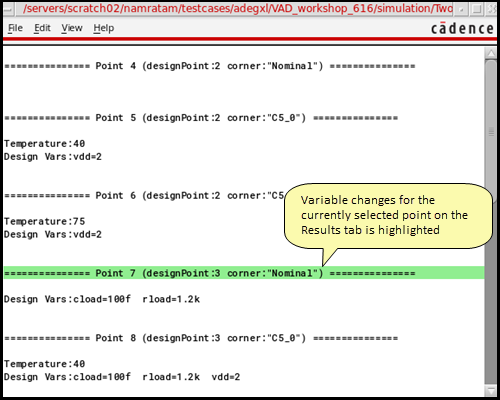 /servers/scratch02/namratam/testcases/adegxl/VAD_workshop_616/simulation/Two
File Edit View Help
cādence
=============== Point 4 (designPoint:2 corner:"Nominal") ===============
=============== Point 5 (designPoint:2 corner:"C5_0") ===============
Temperature:40
Design Vars:vdd=2
=============== Point 6 (designPoint:2 corner:"C5_
Temperature:75
Design Vars:vdd=2
Variable changes for the
currently selected point on the
Results tab is highlighted
=============== Point 7 (designPoint:3 corner:"Nominal") ===============
Design Vars:cload=100f rload=1.2k
=============== Point 8 (designPoint:3 corner:"C5_0") ===============
Temperature:40
Design Vars:cload=100f rload=1.2k vdd=2